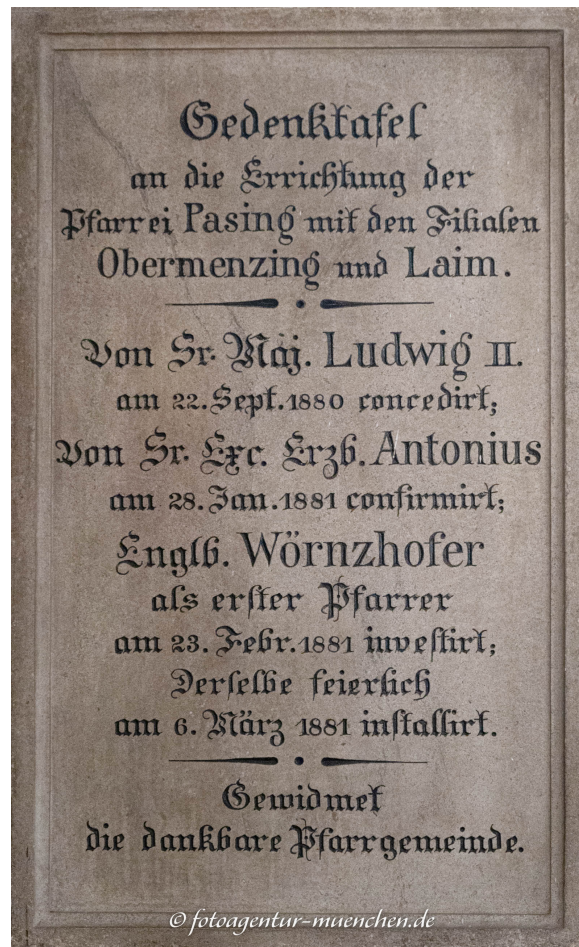 Gedenktafel
an die Errichtung der
Pfarrei Pasing mit den Filialen
Obermenzing und Laim.
Von Sr. Maj. Ludwig II.
am 22. Sept. 1880 concedirt;
Von Sr. Exc. Erzb. Antonius
am 28. Jan. 1881 confirmirt;
Englb. Wörnzhofer
als erster Pfarrer
am 23. Febr. 1881 investirt;
Derselbe feierlich
am 6. März 1881 installirt.
Gewidmet
die dankbare Pfarrgemeinde.
© fotoagentur-muenchen.de